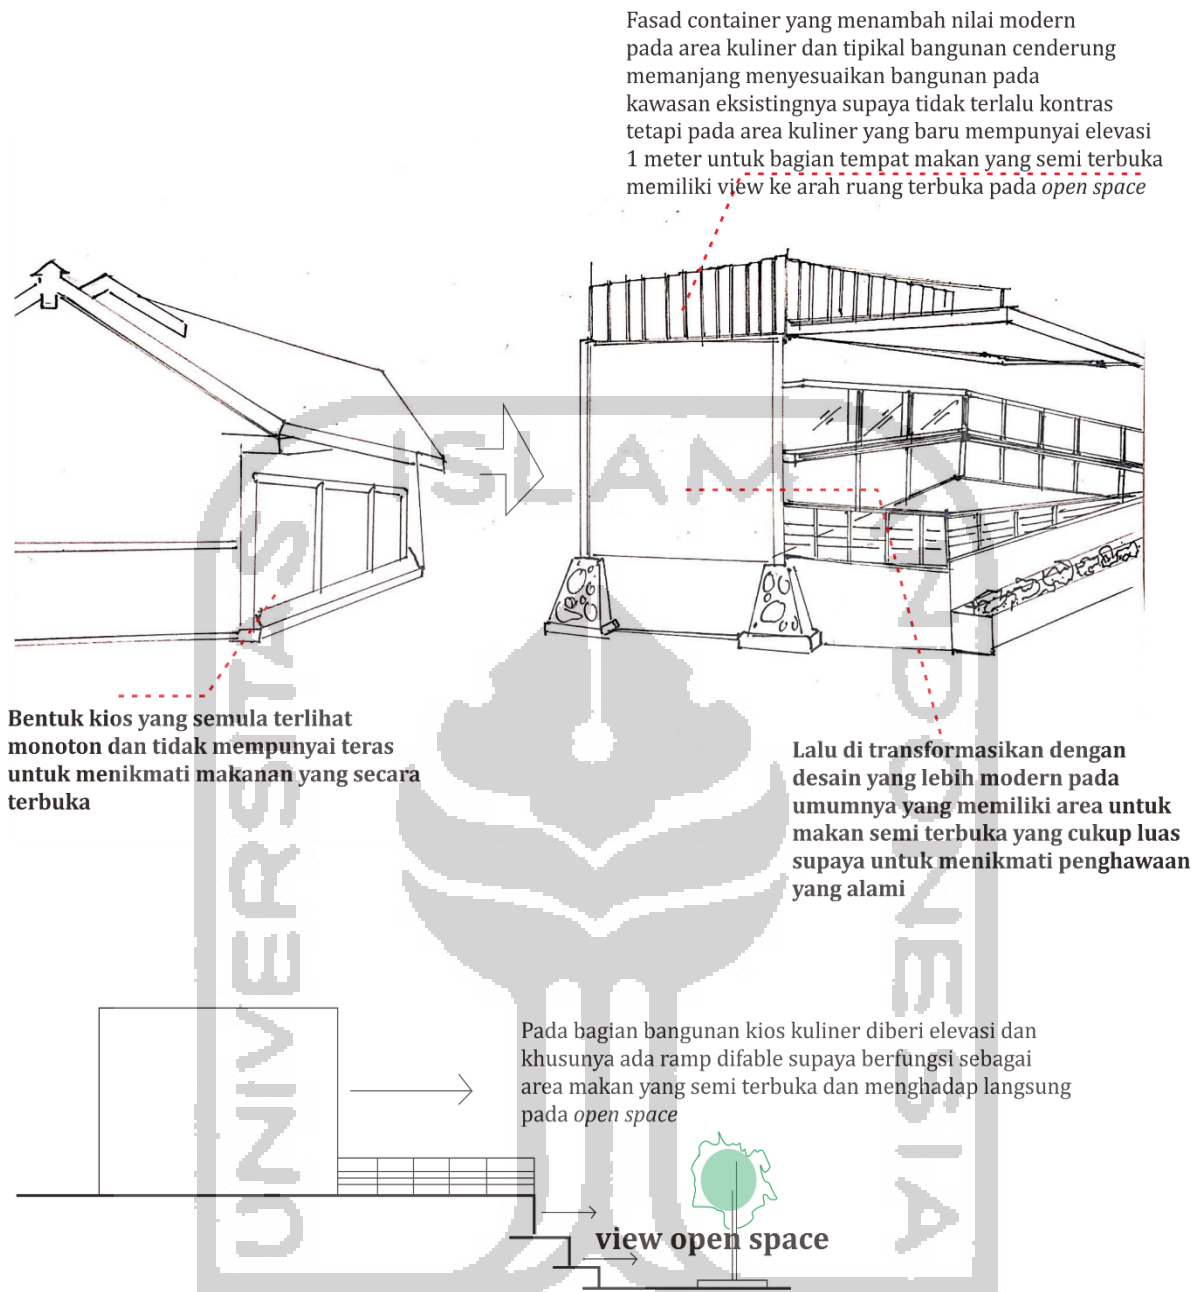 Fasad container yang menambah nilai modern
pada area kuliner dan tipikal bangunan cenderung
memanjang menyesuaikan bangunan pada
kawasan eksistingnya supaya tidak terlalu kontras
tetapi pada area kuliner yang baru mempunyai elevasi
1 meter untuk bagian tempat makan yang semi terbuka
memiliki view ke arah ruang terbuka pada open space
Bentuk kios yang semula terlihat
monoton dan tidak mempunyai teras
untuk menikmati makanan yang secara
terbuka
Lalu di transformasikan dengan
desain yang lebih modern pada
umumnya yang memiliki area untuk
makan semi terbuka yang cukup luas
supaya untuk menikmati penghawaan
yang alami
Pada bagian bangunan kios kuliner diberi elevasi dan
khusunya ada ramp difable supaya berfungsi sebagai
area makan yang semi terbuka dan menghadap langsung
pada open space
view open space
UNIVERSITAS
ISLAM
INDONESIA